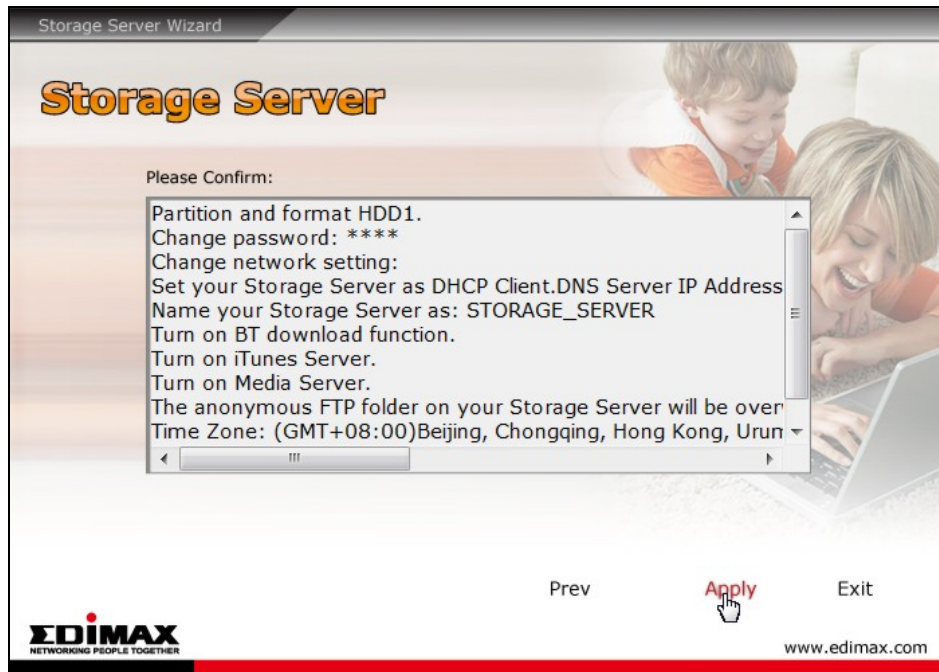 Storage Server Wizard
Storage Server
Please Confirm:
Partition and format HDD1.
Change password: ****
Change network setting:
Set your Storage Server as DHCP Client.DNS Server IP Address
Name your Storage Server as: STORAGE_SERVER
Turn on BT download function.
Turn on iTunes Server.
Turn on Media Server.
The anonymous FTP folder on your Storage Server will be over
Time Zone: (GMT+08:00)Beijing, Chongqing, Hong Kong, Urum
Prev Apply Exit
EDIMAX
NETWORKING PEOPLE TOGETHER
www.edimax.com